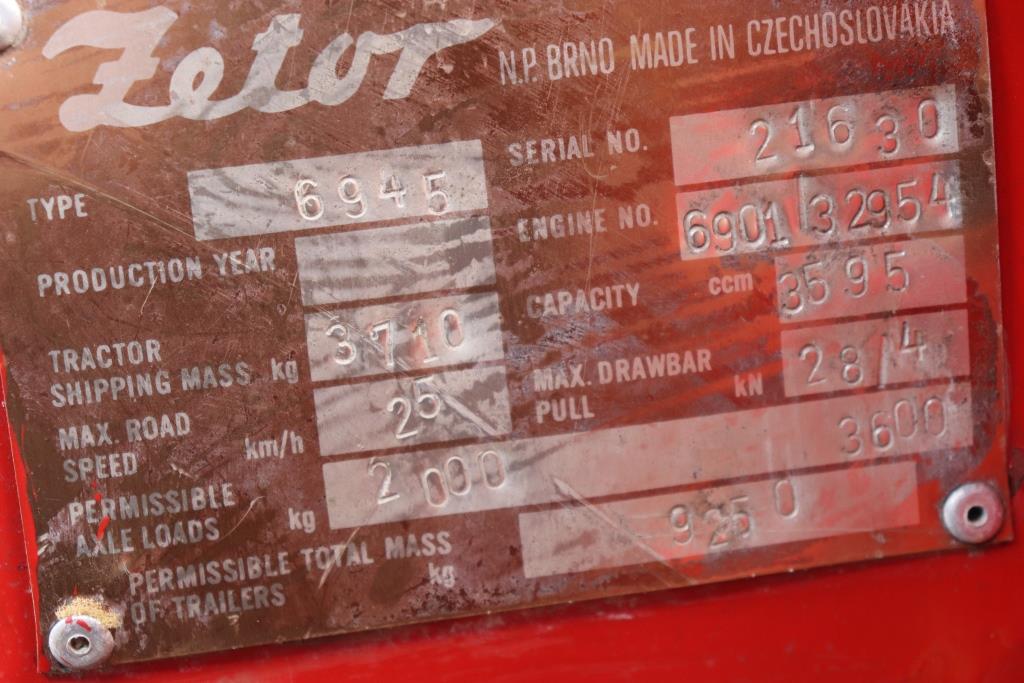 Zetor N.P. BRNO MADE IN CZECHOSLOVAKIA
TYPE 6945
SERIAL NO. 21630
PRODUCTION YEAR
ENGINE NO. 6901/32954
TRACTOR
SHIPPING MASS kg 3710
CAPACITY ccm 3595
MAX. ROAD
SPEED km/h 25
MAX. DRAWBAR
PULL kN 28/4
PERMISSIBLE
AXLE LOADS kg 2000 3600
PERMISSIBLE TOTAL MASS
OF TRAILERS kg 9250